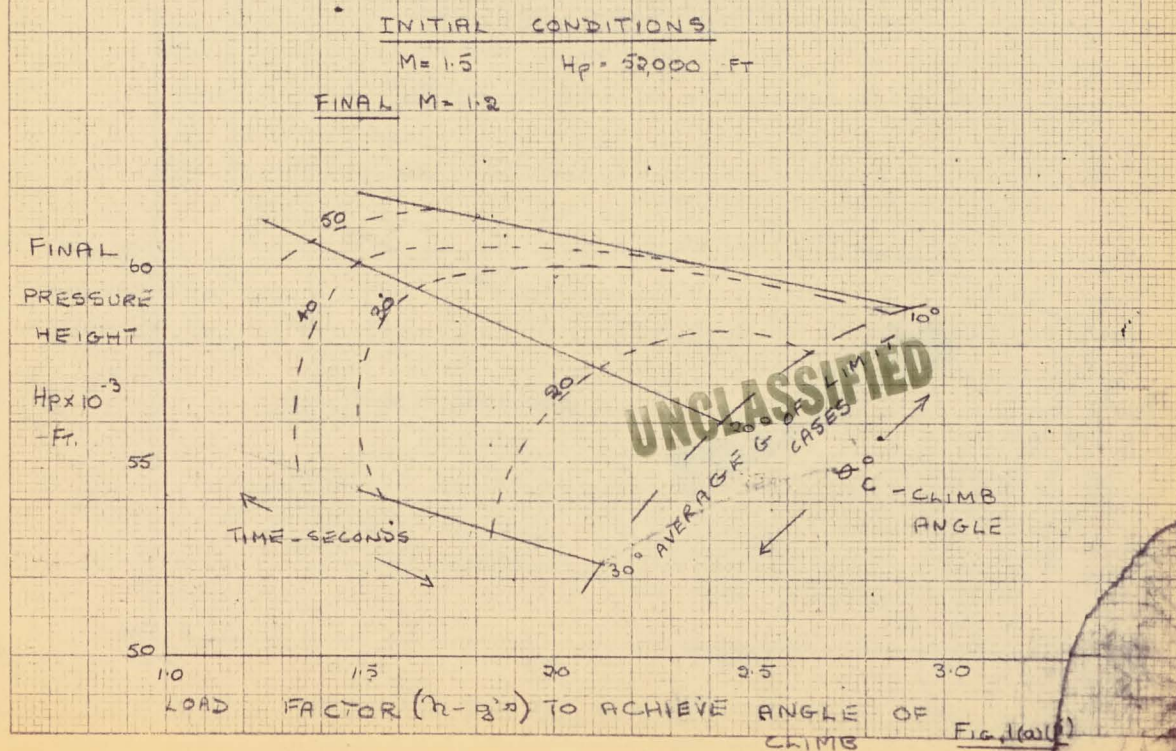 INITIAL CONDITIONS
M= 1.5 Hp = 52,000 FT
FINAL M= 1.2
FINAL
PRESSURE
HEIGHT
Hp x 10⁻³
-FT.
60
55
50
50
40
30
20
10°
20°
30°
AVERAGE G OF LIMIT
CASES
UNCLASSIFIED
C° - CLIMB
ANGLE
TIME - SECONDS
1.0 1.5 2.0 2.5 3.0
LOAD FACTOR (n-g's) TO ACHIEVE ANGLE OF
CLIMB